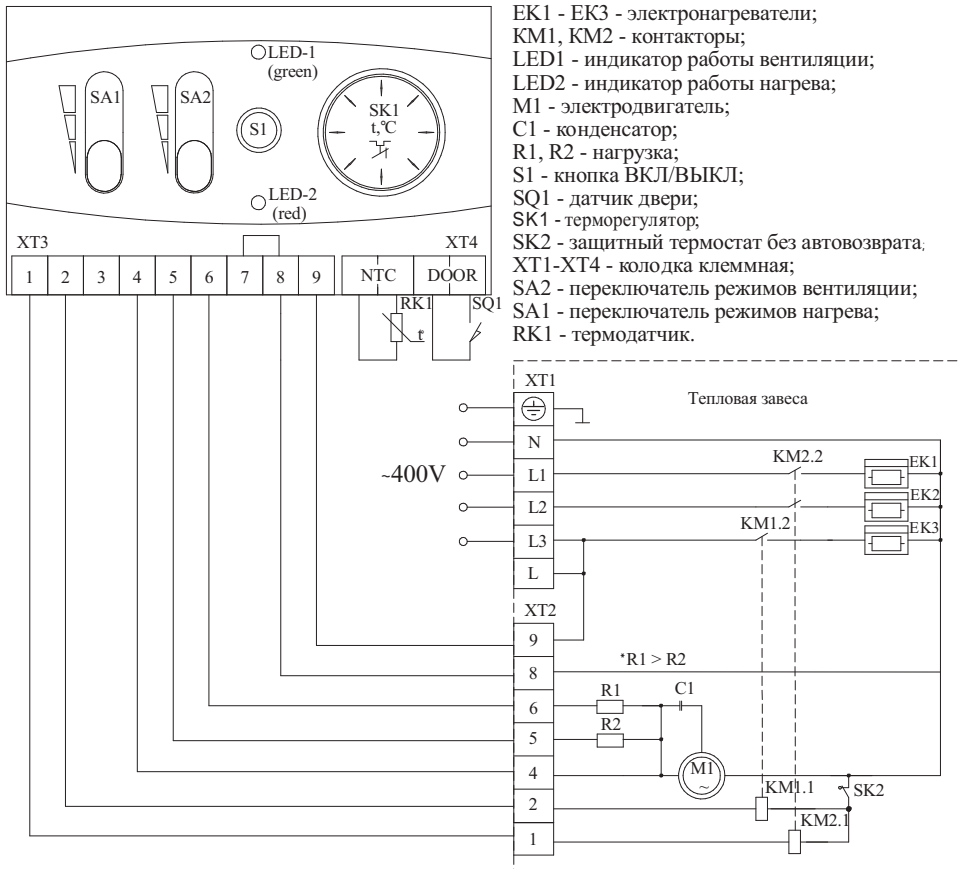 LED-1
(green)
SA1
SA2
S1
SK1
t,℃
LED-2
(red)
XT3
XT4
1 2 3 4 5 6 7 8 9 NTC DOOR
RK1
t°
SQ1
EK1 - EK3 - электронагреватели;
КМ1, КМ2 - контакторы;
LED1 - индикатор работы вентиляции;
LED2 - индикатор работы нагрева;
М1 - электродвигатель;
С1 - конденсатор;
R1, R2 - нагрузка;
S1 - кнопка ВКЛ/ВЫКЛ;
SQ1 - датчик двери;
SK1 - терморегулятор;
SK2 - защитный термостат без автовозврата;
XT1-XT4 - колодка клеммная;
SA2 - переключатель режимов вентиляции;
SA1 - переключатель режимов нагрева;
RK1 - термодатчик.
XT1
Тепловая завеса
N
~400V
L1
L2
L3
L
KM2.2
KM1.2
EK1
EK2
EK3
XT2
9
8
6
5
4
2
1
*R1 > R2
R1
C1
R2
M1
~
KM1.1
SK2
KM2.1